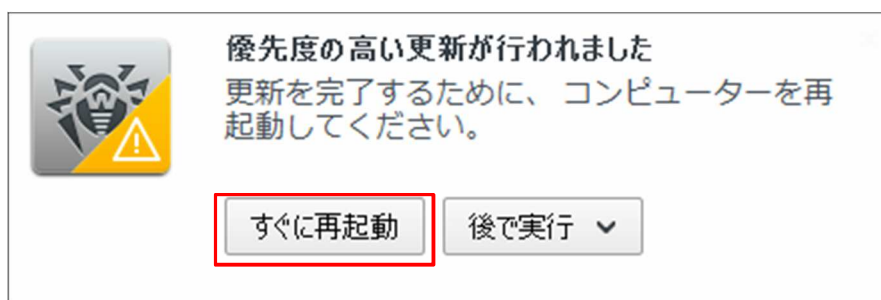 優先度の高い更新が行われました
更新を完了するために、 コンピューターを再
起動してください。
すぐに再起動
後で実行